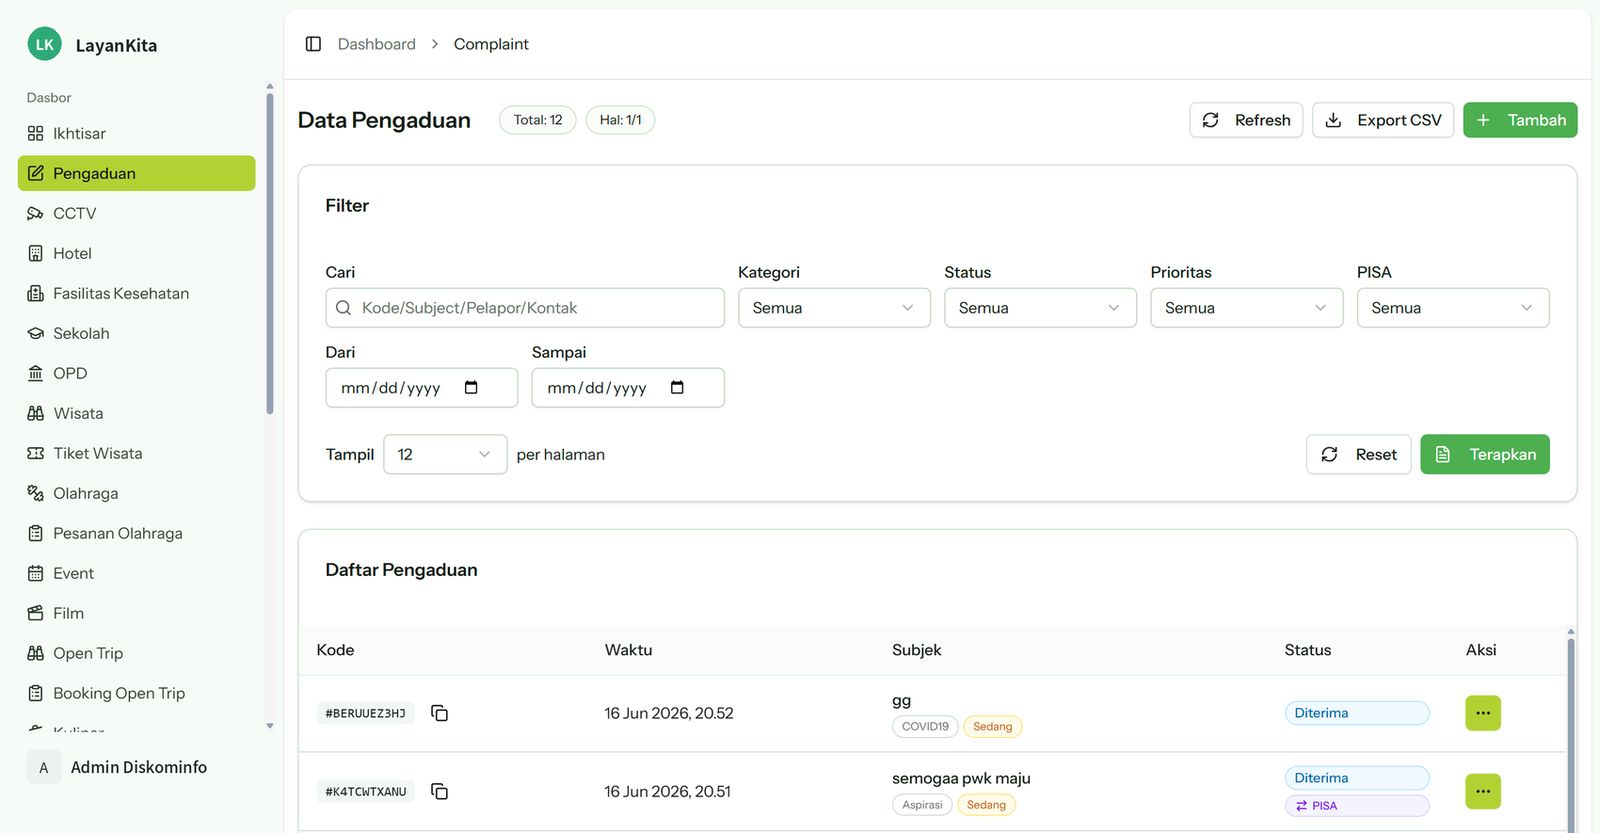 LK
LayanKita
Dasbor
Ikhtisar
Pengaduan
CCTV
Hotel
Fasilitas Kesehatan
Sekolah
OPD
Wisata
Tiket Wisata
Olahraga
Pesanan Olahraga
Event
Film
Open Trip
Booking Open Trip
A Admin Diskominfo
Dashboard > Complaint
Data Pengaduan Total: 12 Hal: 1/1 Refresh Export CSV + Tambah
Filter
Cari Kategori Status Prioritas PISA
Kode/Subject/Pelapor/Kontak Semua Semua Semua Semua
Dari Sampai
mm/dd/yyyy mm/dd/yyyy
Tampil 12 per halaman Reset Terapkan
Daftar Pengaduan
Kode Waktu Subjek Status Aksi
#BERUUEZ3HJ 16 Jun 2026, 20.52 gg Diterima ...
COVID19 Sedang
#K4TCWTXANU 16 Jun 2026, 20.51 semogaa pwk maju Diterima ...
Aspirasi Sedang PISA